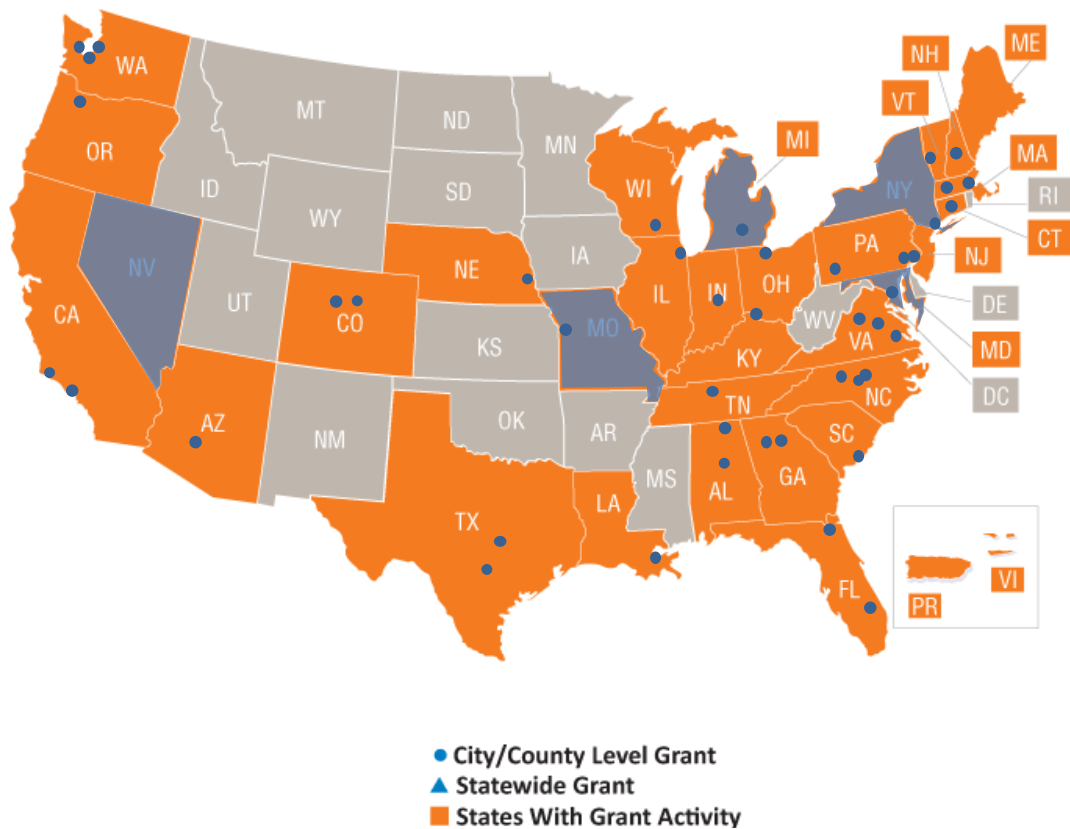 ME
NH
WA
VT
MT
ND
MN
OR
MI
MA
ID
SD
WI
NY
RI
WY
CT
PA
NV
IA
NE
NJ
OH
UT
IL
IN
DE
CA
CO
WV
MO
VA
MD
KS
KY
DC
NC
TN
AZ
OK
NM
AR
SC
MS
GA
AL
LA
TX
VI
FL
PR
City/County Level Grant
Statewide Grant
States With Grant Activity